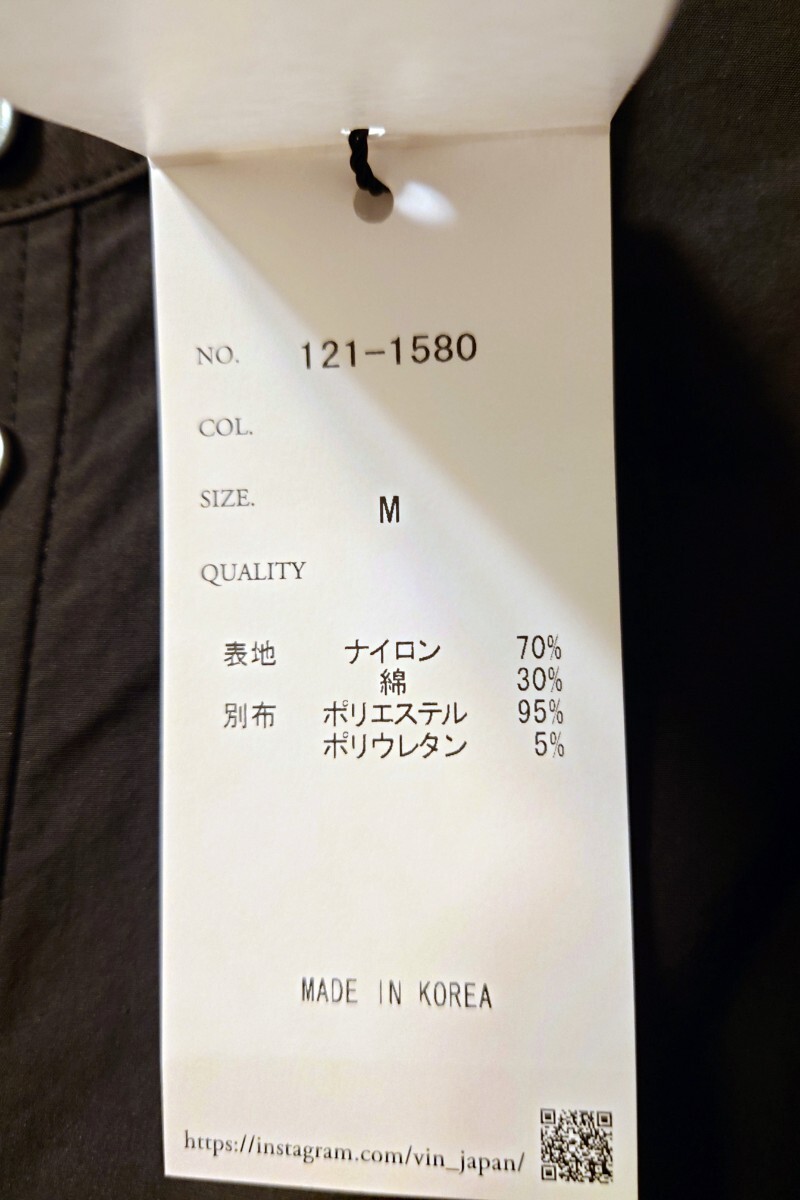 NO. 121-1580
COL.
SIZE. M
QUALITY
表地 ナイロン 70%
綿 30%
別布 ポリエステル 95%
ポリウレタン 5%
MADE IN KOREA
https://instagram.com/vin_japan/